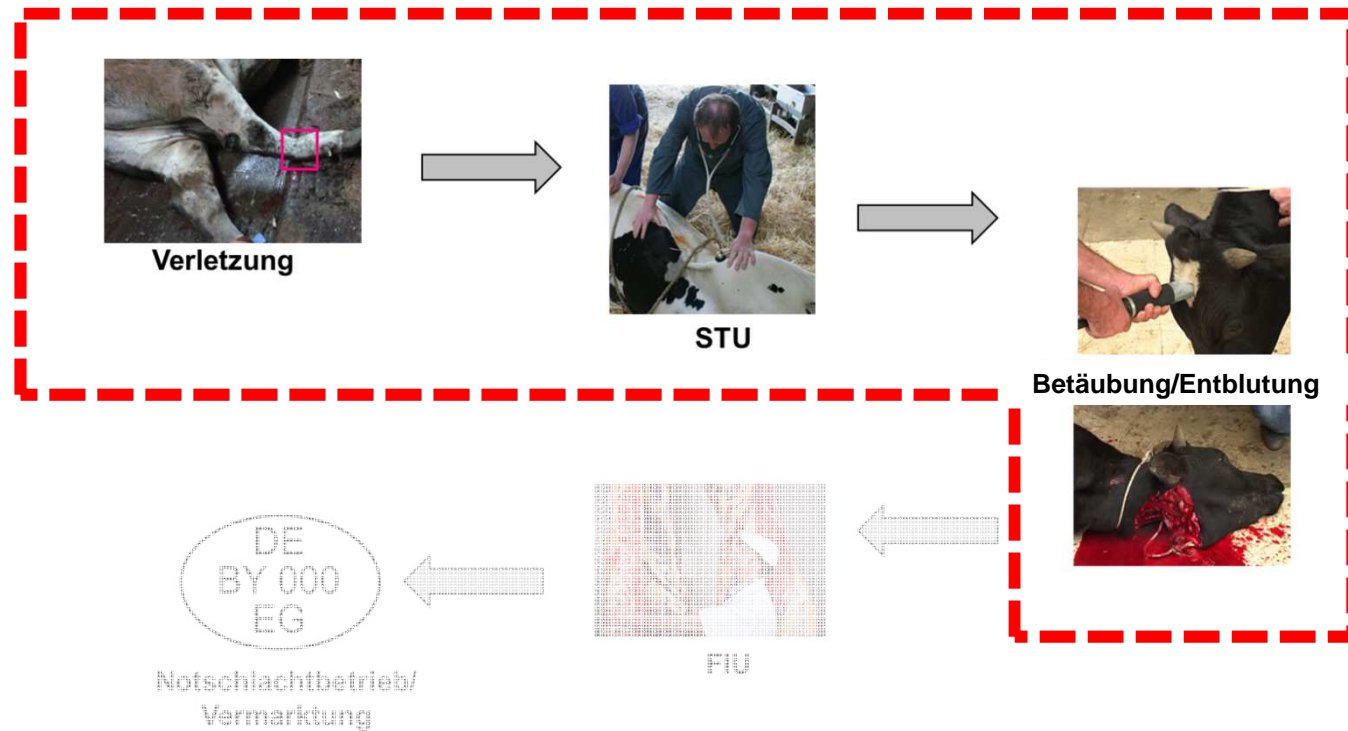 Verletzung
STU
Betäubung/Entblutung
DE
BY 000
EG
FIU
Notschlachtbetrieb/
Vermarktung